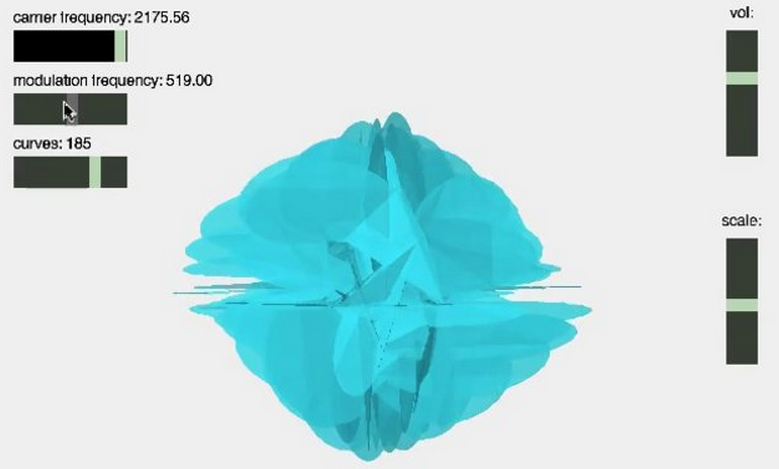 carrier frequency: 2175.56
modulation frequency: 519.00
curves: 185
vol:
scale: